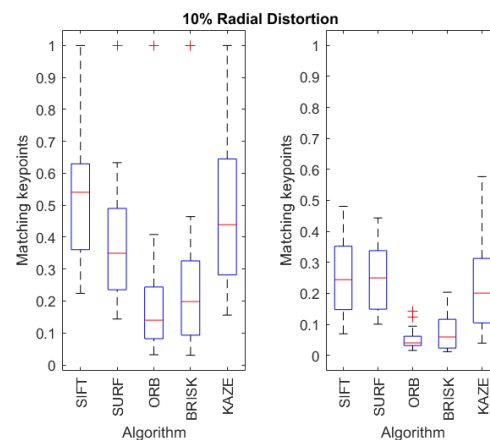 10% Radial Distortion
Matching keypoints
1
0.9
0.8
0.7
0.6
0.5
0.4
0.3
0.2
0.1
0
SIFT
SURF
ORB
BRISK
KAZE
Algorithm
Matching keypoints
1
0.9
0.8
0.7
0.6
0.5
0.4
0.3
0.2
0.1
0
SIFT
SURF
ORB
BRISK
KAZE
Algorithm